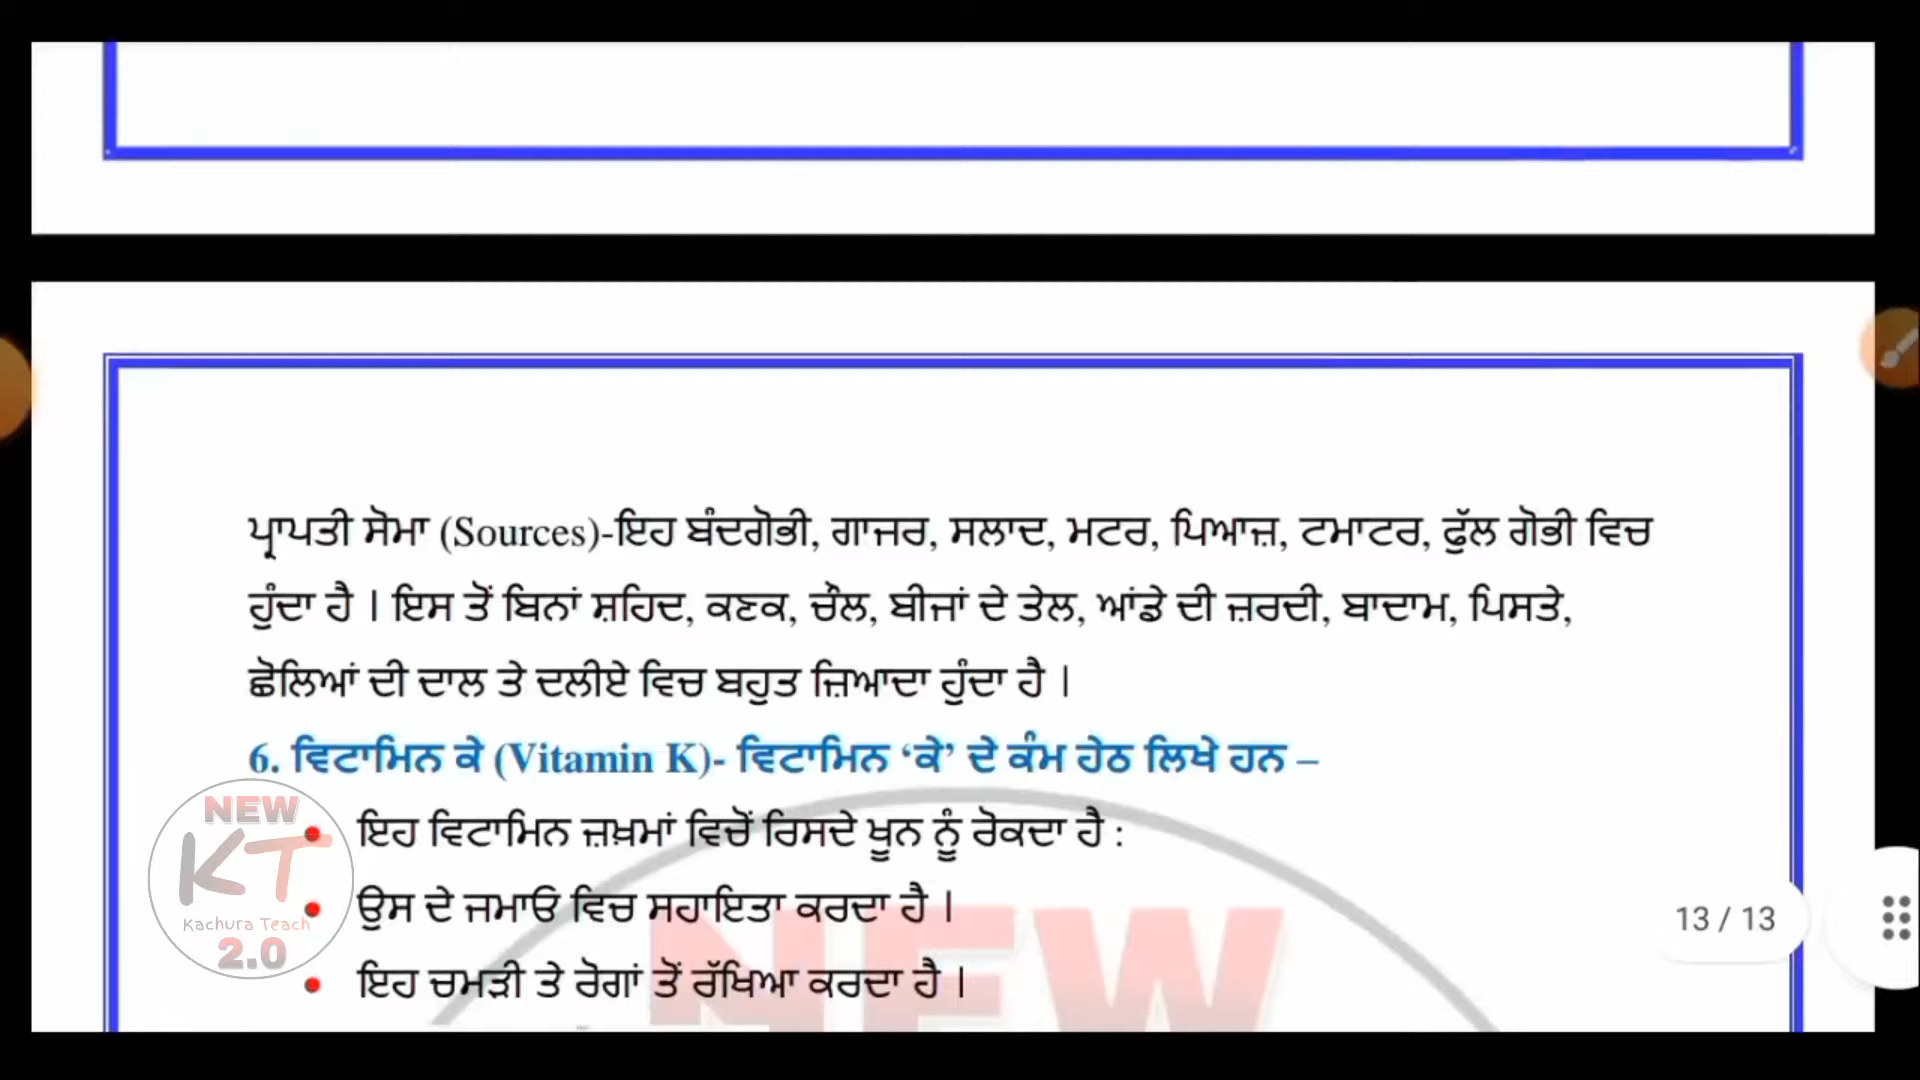 ਪ੍ਰਾਪਤੀ ਸੋਮਾ (Sources)-ਇਹ ਬੰਦਗੋਭੀ, ਗਾਜਰ, ਸਲਾਦ, ਮਟਰ, ਪਿਆਜ਼, ਟਮਾਟਰ, ਫੁੱਲ ਗੋਭੀ ਵਿਚ
ਹੁੰਦਾ ਹੈ । ਇਸ ਤੋਂ ਬਿਨਾਂ ਸ਼ਹਿਦ, ਕਣਕ, ਚੌਲ, ਬੀਜਾਂ ਦੇ ਤੇਲ, ਆਂਡੇ ਦੀ ਜ਼ਰਦੀ, ਬਾਦਾਮ, ਪਿਸਤੇ,
ਛੋਲਿਆਂ ਦੀ ਦਾਲ ਤੇ ਦਲੀਏ ਵਿਚ ਬਹੁਤ ਜ਼ਿਆਦਾ ਹੁੰਦਾ ਹੈ ।
6. ਵਿਟਾਮਿਨ ਕੇ (Vitamin K)- ਵਿਟਾਮਿਨ ‘ਕੇ’ ਦੇ ਕੰਮ ਹੇਠ ਲਿਖੇ ਹਨ –
• ਇਹ ਵਿਟਾਮਿਨ ਜ਼ਖ਼ਮਾਂ ਵਿਚੋਂ ਰਿਸਦੇ ਖੂਨ ਨੂੰ ਰੋਕਦਾ ਹੈ :
• ਉਸ ਦੇ ਜਮਾਓ ਵਿਚ ਸਹਾਇਤਾ ਕਰਦਾ ਹੈ ।
• ਇਹ ਚਮੜੀ ਤੇ ਰੋਗਾਂ ਤੋਂ ਰੱਖਿਆ ਕਰਦਾ ਹੈ ।
NEW
KT
Kachura Teach
2.0
NEW
13 / 13